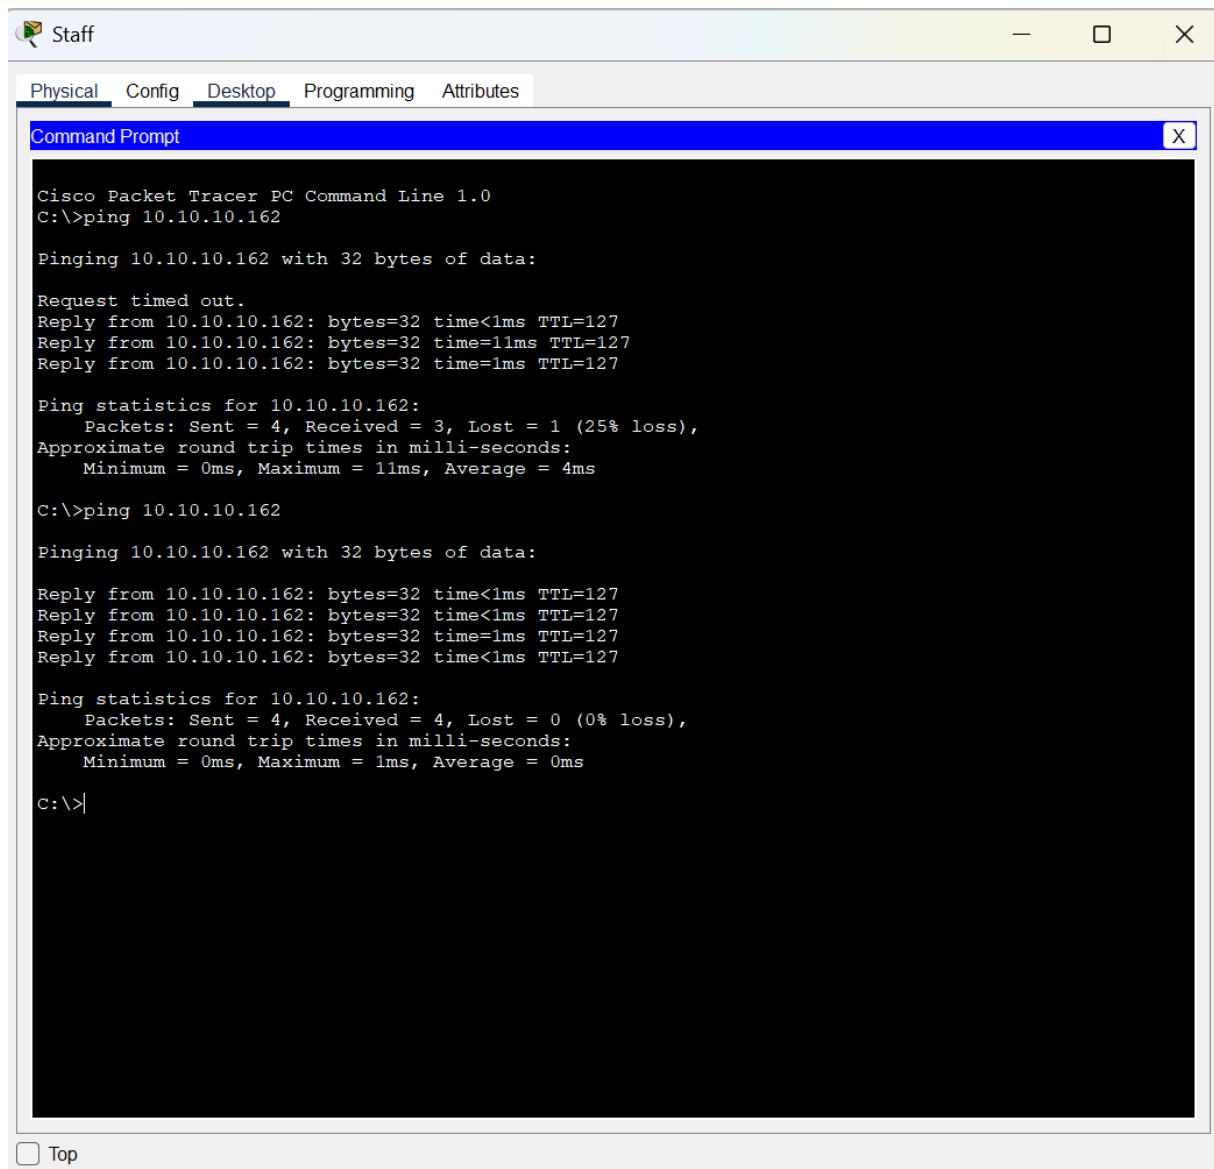 Staff
Physical Config Desktop Programming Attributes
Command Prompt X
Cisco Packet Tracer PC Command Line 1.0
C:\>ping 10.10.10.162
Pinging 10.10.10.162 with 32 bytes of data:
Request timed out.
Reply from 10.10.10.162: bytes=32 time<1ms TTL=127
Reply from 10.10.10.162: bytes=32 time=11ms TTL=127
Reply from 10.10.10.162: bytes=32 time=1ms TTL=127
Ping statistics for 10.10.10.162:
    Packets: Sent = 4, Received = 3, Lost = 1 (25% loss),
Approximate round trip times in milli-seconds:
    Minimum = 0ms, Maximum = 11ms, Average = 4ms
C:\>ping 10.10.10.162
Pinging 10.10.10.162 with 32 bytes of data:
Reply from 10.10.10.162: bytes=32 time<1ms TTL=127
Reply from 10.10.10.162: bytes=32 time<1ms TTL=127
Reply from 10.10.10.162: bytes=32 time=1ms TTL=127
Reply from 10.10.10.162: bytes=32 time<1ms TTL=127
Ping statistics for 10.10.10.162:
    Packets: Sent = 4, Received = 4, Lost = 0 (0% loss),
Approximate round trip times in milli-seconds:
    Minimum = 0ms, Maximum = 1ms, Average = 0ms
C:\>
Top